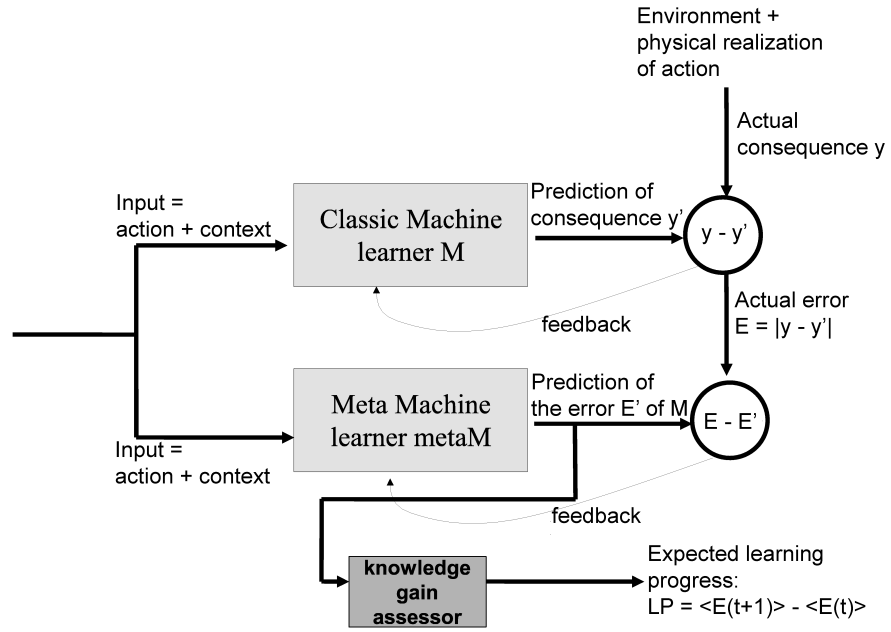 Environment +
physical realization
of action
Actual
consequence y
Input =
action + context
Classic Machine
learner M
Prediction of
consequence y’
y - y’
feedback
Actual error
E = |y - y’|
Meta Machine
learner metaM
Prediction of
the error E’ of M
E - E’
Input =
action + context
feedback
knowledge
gain
assessor
Expected learning
progress:
LP = <E(t+1)> - <E(t)>